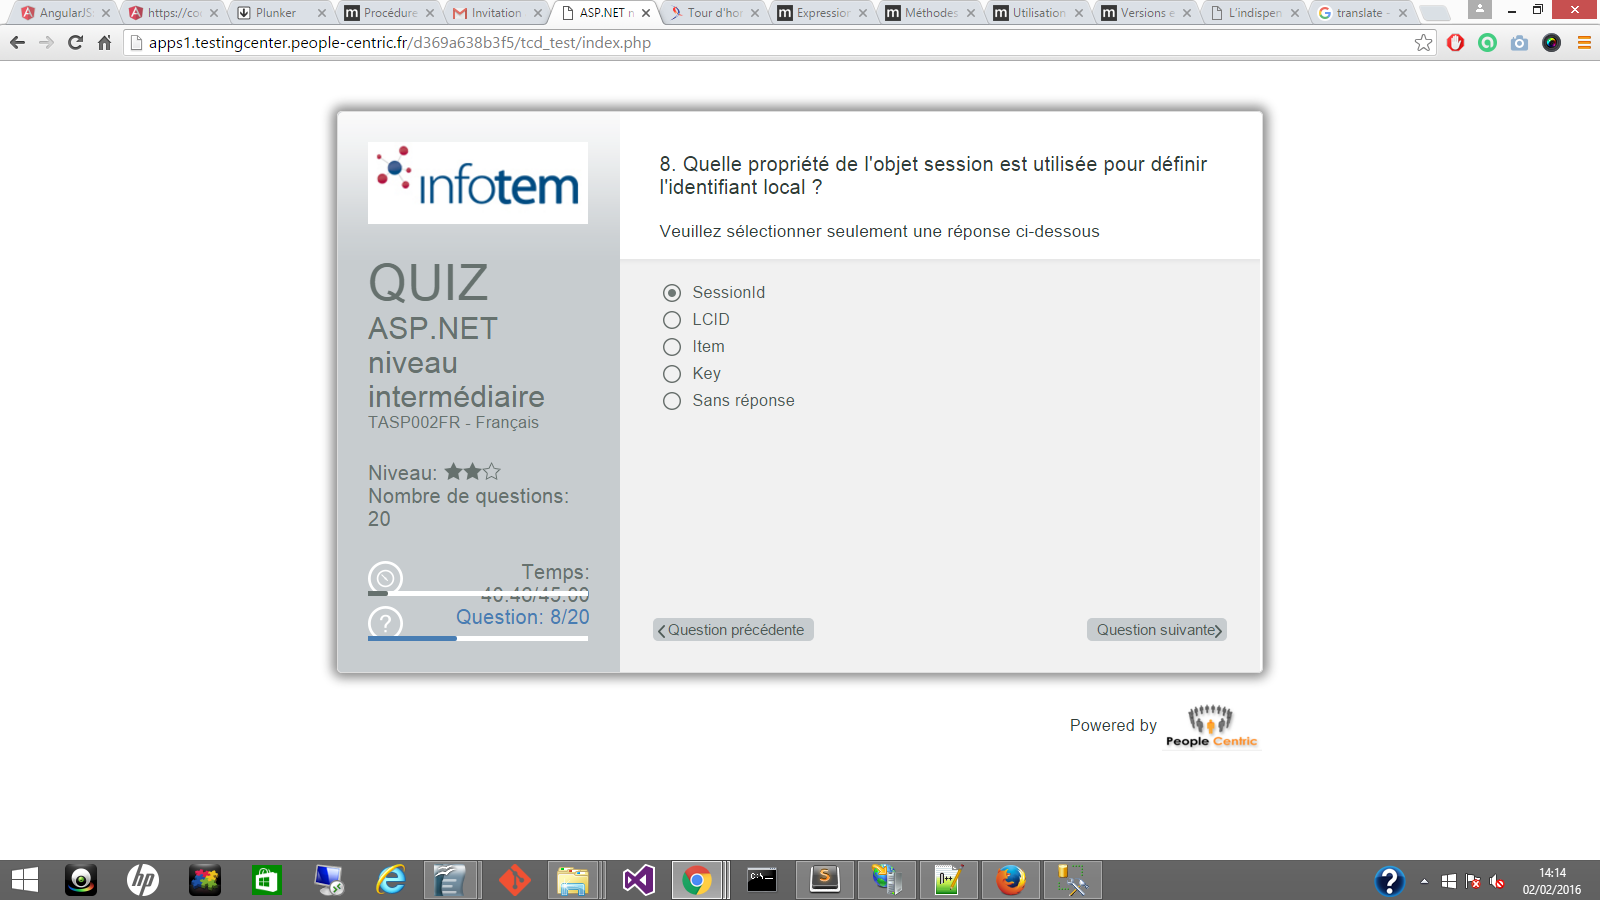 AngularJS:
https://co
Plunker
Procédure
Invitation
ASP.NET n
Tour d'ho
Expression
Méthodes
Utilisation
Versions e
L'indispen
translate -
apps1.testingcenter.people-centric.fr/d369a638b3f5/tcd_test/index.php
infotem
QUIZ
ASP.NET
niveau
intermédiaire
TASP002FR - Français
Niveau:
Nombre de questions:
20
Temps:
40:46/45:00
Question: 8/20
8. Quelle propriété de l'objet session est utilisée pour définir
l'identifiant local ?
Veuillez sélectionner seulement une réponse ci-dessous
SessionId
LCID
Item
Key
Sans réponse
Question précédente
Question suivante
Powered by
People Centric
14:14
02/02/2016